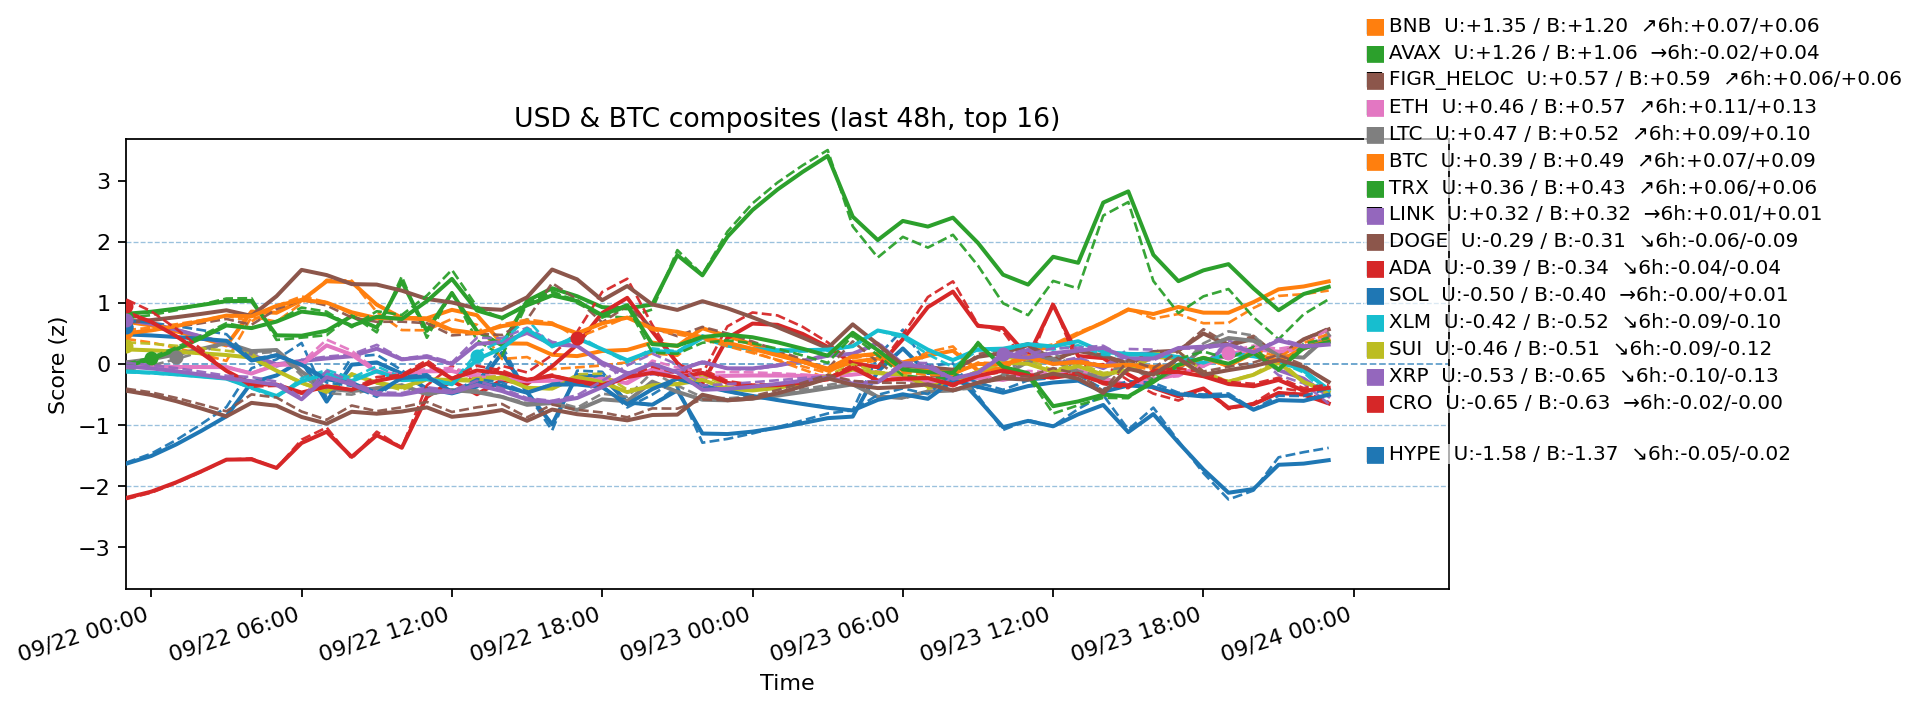 BNB  U:+1.35 / B:+1.20  ↗6h:+0.07/+0.06
AVAX  U:+1.26 / B:+1.06  →6h:-0.02/+0.04
FIGR_HELOC  U:+0.57 / B:+0.59  ↗6h:+0.06/+0.06
ETH  U:+0.46 / B:+0.57  ↗6h:+0.11/+0.13
LTC  U:+0.47 / B:+0.52  ↗6h:+0.09/+0.10
BTC  U:+0.39 / B:+0.49  ↗6h:+0.07/+0.09
TRX  U:+0.36 / B:+0.43  ↗6h:+0.06/+0.06
LINK  U:+0.32 / B:+0.32  →6h:+0.01/+0.01
DOGE  U:-0.29 / B:-0.31  ↘6h:-0.06/-0.09
ADA  U:-0.39 / B:-0.34  ↘6h:-0.04/-0.04
SOL  U:-0.50 / B:-0.40  →6h:-0.00/+0.01
XLM  U:-0.42 / B:-0.52  ↘6h:-0.09/-0.10
SUI  U:-0.46 / B:-0.51  ↘6h:-0.09/-0.12
XRP  U:-0.53 / B:-0.65  ↘6h:-0.10/-0.13
CRO  U:-0.65 / B:-0.63  →6h:-0.02/-0.00
HYPE  U:-1.58 / B:-1.37  ↘6h:-0.05/-0.02
USD & BTC composites (last 48h, top 16)
Score (z)
3
2
1
0
−1
−2
−3
09/22 00:00
09/22 06:00
09/22 12:00
09/22 18:00
09/23 00:00
09/23 06:00
09/23 12:00
09/23 18:00
09/24 00:00
Time